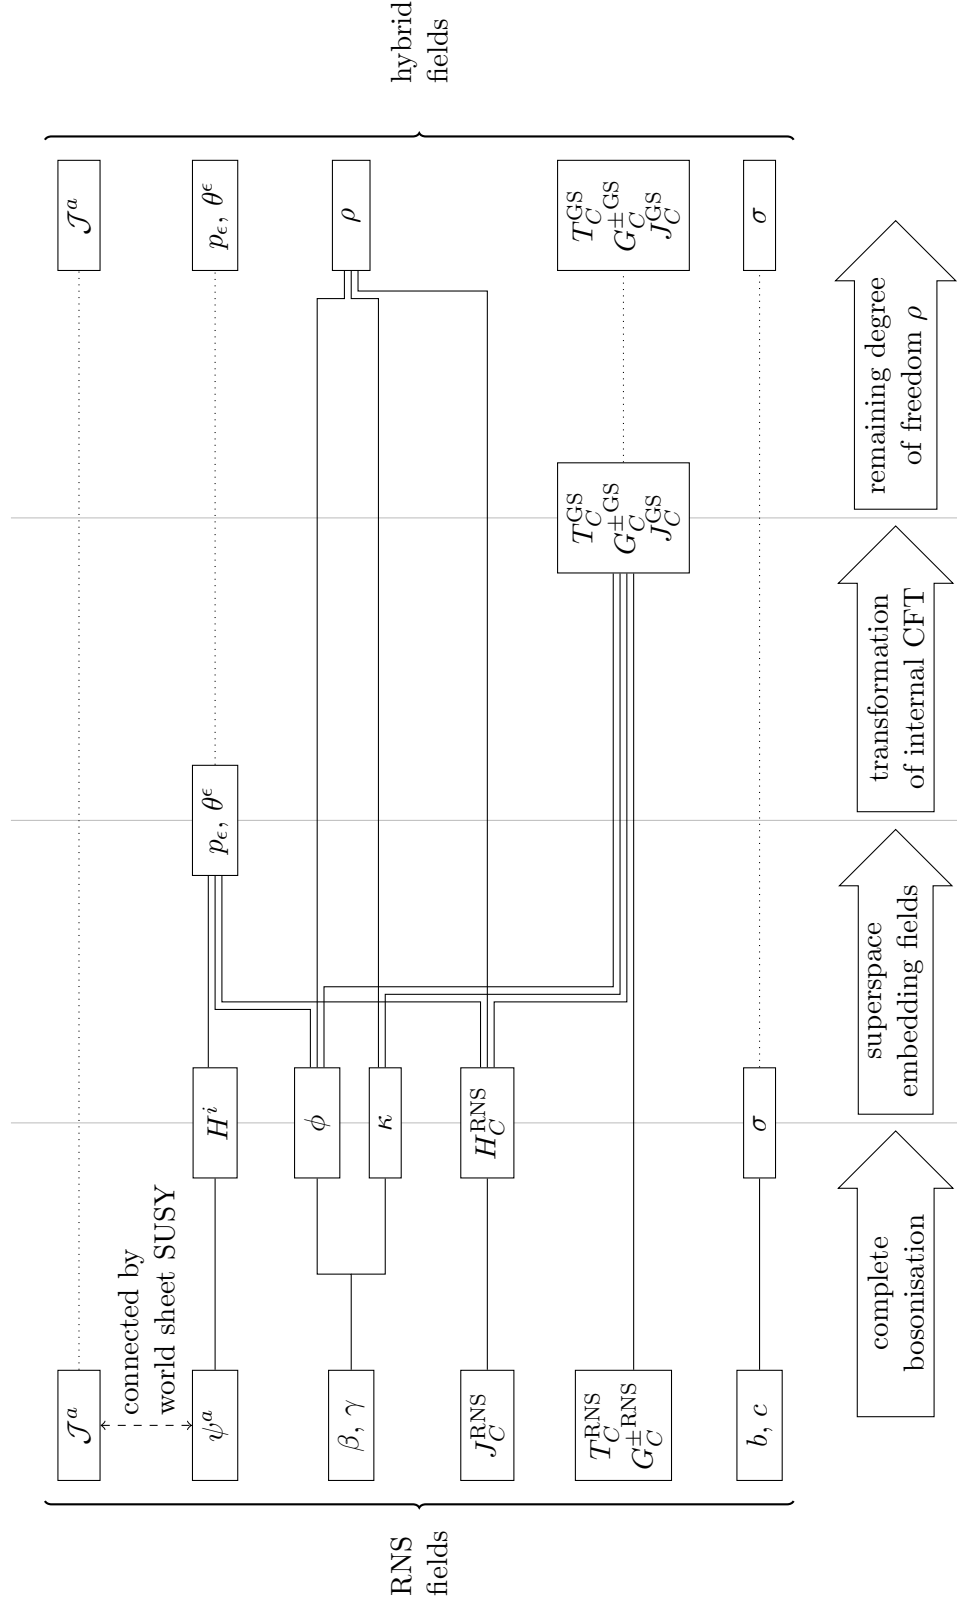 RNS
fields
𝒥^a
connected by
world sheet SUSY
ψ^a
β, γ
J_C^RNS
T_C^RNS
G_C^±RNS
b, c
H^i
ϕ
κ
H_C^RNS
σ
p_ϵ, θ^ϵ
T_C^GS
G_C^±GS
J_C^GS
𝒥^a
p_ϵ, θ^ϵ
ρ
T_C^GS
G_C^±GS
J_C^GS
σ
hybrid
fields
complete
bosonisation
superspace
embedding fields
transformation
of internal CFT
remaining degree
of freedom ρ